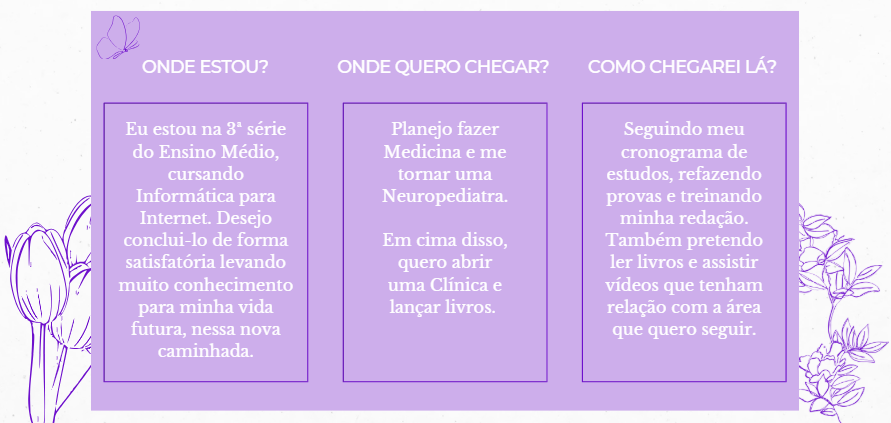 ONDE ESTOU?
Eu estou na 3ª série
do Ensino Médio,
cursando
Informática para
Internet. Desejo
conclui-lo de forma
satisfatória levando
muito conhecimento
para minha vida
futura, nessa nova
caminhada.
ONDE QUERO CHEGAR?
Planejo fazer
Medicina e me
tornar uma
Neuropediatra.
Em cima disso,
quero abrir
uma Clínica e
lançar livros.
COMO CHEGAREI LÁ?
Seguindo meu
cronograma de
estudos, refazendo
provas e treinando
minha redação.
Também pretendo
ler livros e assistir
vídeos que tenham
relação com a área
que quero seguir.